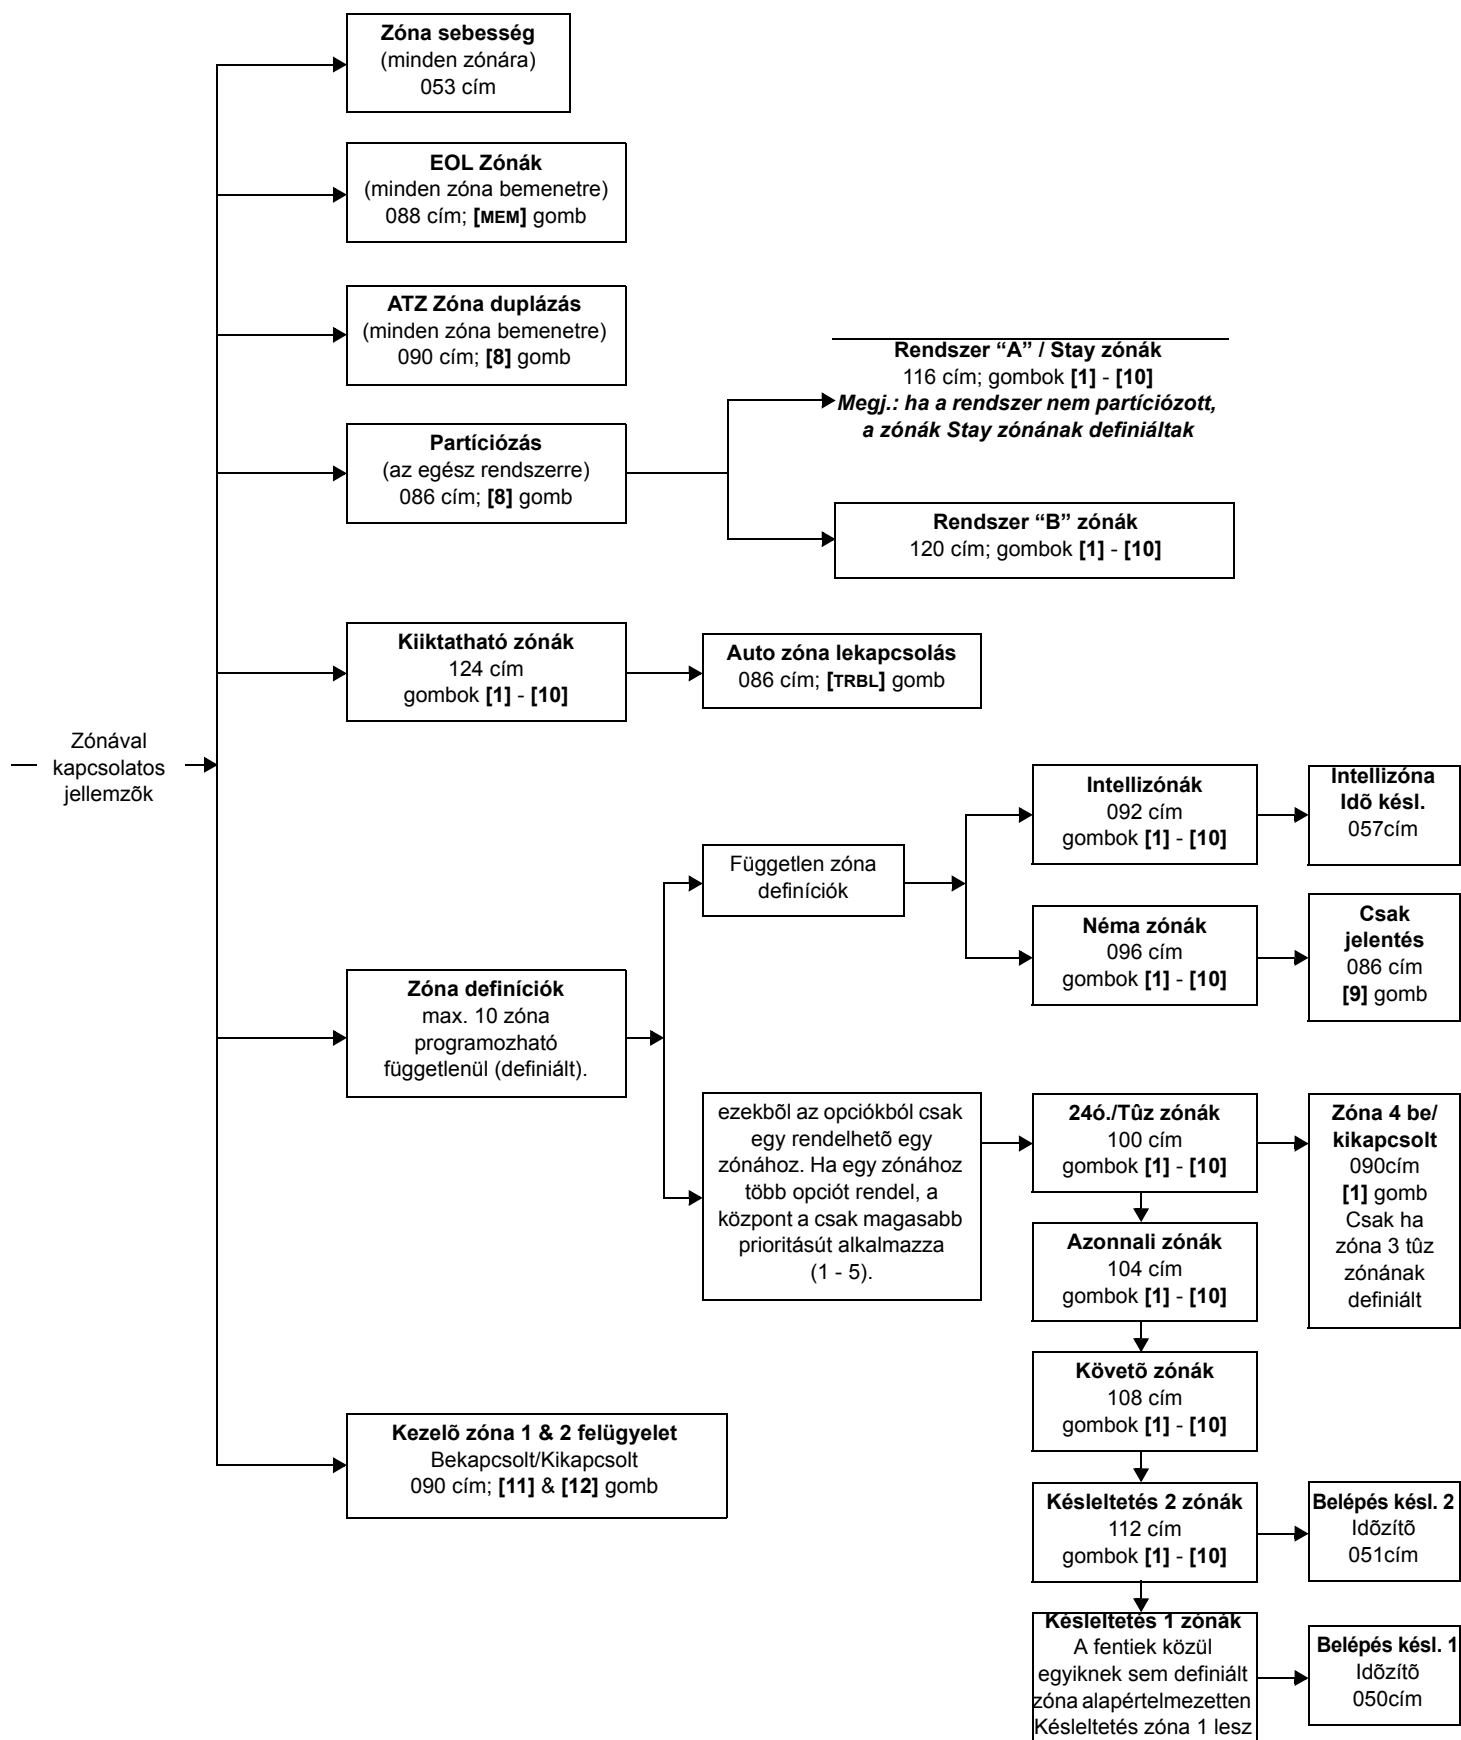 Zóna sebesség
(minden zónára)
053 cím
EOL Zónák
(minden zóna bemenetre)
088 cím; [MEM] gomb
ATZ Zóna duplázás
(minden zóna bemenetre)
090 cím; [8] gomb
Rendszer “A” / Stay zónák
116 cím; gombok [1] - [10]
Megj.: ha a rendszer nem partíciózott,
a zónák Stay zónának definiáltak
Partíciózás
(az egész rendszerre)
086 cím; [8] gomb
Rendszer “B” zónák
120 cím; gombok [1] - [10]
Kiiktatható zónák
124 cím
gombok [1] - [10]
Auto zóna lekapcsolás
086 cím; [TRBL] gomb
Zónával
kapcsolatos
jellemzõk
Intellizónák
092 cím
gombok [1] - [10]
Intellizóna
Idõ késl.
057cím
Független zóna
definíciók
Néma zónák
096 cím
gombok [1] - [10]
Csak
jelentés
086 cím
[9] gomb
Zóna definíciók
max. 10 zóna
programozható
függetlenül (definiált).
ezekbõl az opciókból csak
egy rendelhetõ egy
zónához. Ha egy zónához
több opciót rendel, a
központ a csak magasabb
prioritásút alkalmazza
(1 - 5).
24ó./Tûz zónák
100 cím
gombok [1] - [10]
Zóna 4 be/
kikapcsolt
090cím
[1] gomb
Csak ha
zóna 3 tûz
zónának
definiált
Azonnali zónák
104 cím
gombok [1] - [10]
Követõ zónák
108 cím
gombok [1] - [10]
Kezelõ zóna 1 & 2 felügyelet
Bekapcsolt/Kikapcsolt
090 cím; [11] & [12] gomb
Késleltetés 2 zónák
112 cím
gombok [1] - [10]
Belépés késl. 2
Idõzítõ
051cím
Késleltetés 1 zónák
A fentiek közül
egyiknek sem definiált
zóna alapértelmezetten
Késleltetés zóna 1 lesz
Belépés késl. 1
Idõzítõ
050cím